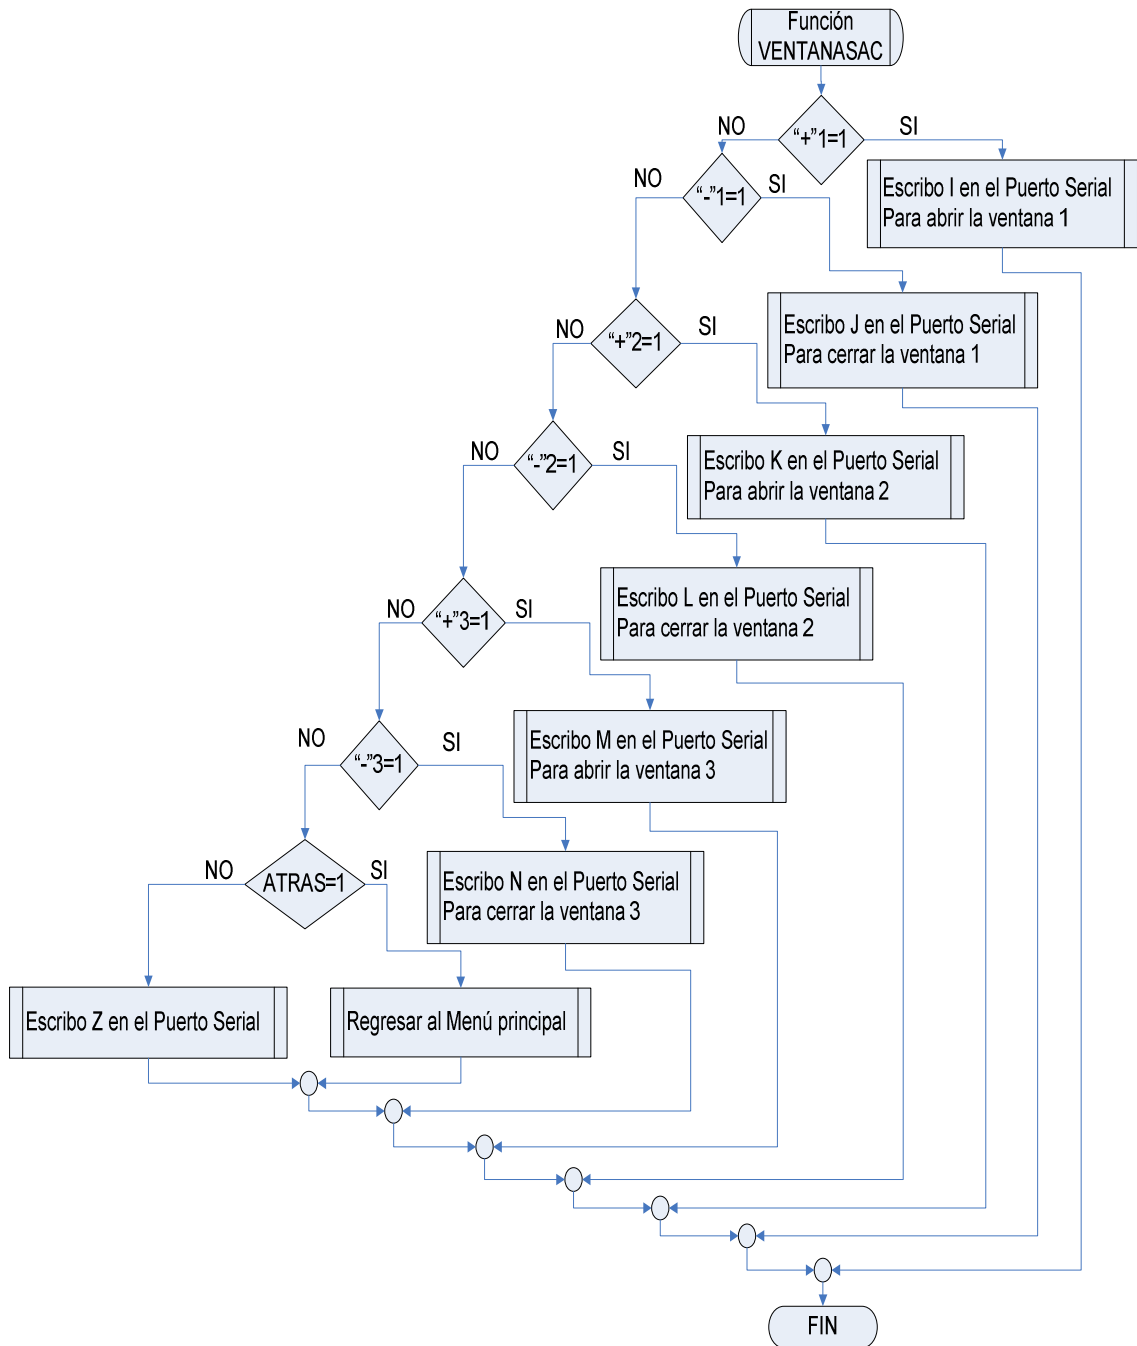 Función
VENTANASAC
"+"1=1
NO
SI
Escribo I en el Puerto Serial
Para abrir la ventana 1
"-"1=1
NO
SI
Escribo J en el Puerto Serial
Para cerrar la ventana 1
"+"2=1
NO
SI
Escribo K en el Puerto Serial
Para abrir la ventana 2
"-"2=1
NO
SI
Escribo L en el Puerto Serial
Para cerrar la ventana 2
"+"3=1
NO
SI
Escribo M en el Puerto Serial
Para abrir la ventana 3
"-"3=1
NO
SI
Escribo N en el Puerto Serial
Para cerrar la ventana 3
ATRAS=1
NO
SI
Escribo Z en el Puerto Serial
Regresar al Menú principal
FIN